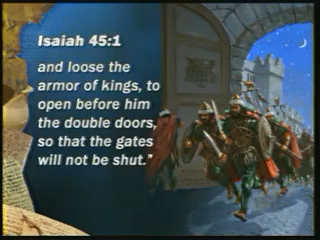 Isaiah 45:1
and loose the
armor of kings, to
open before him
the double doors,
so that the gates
will not be shut."